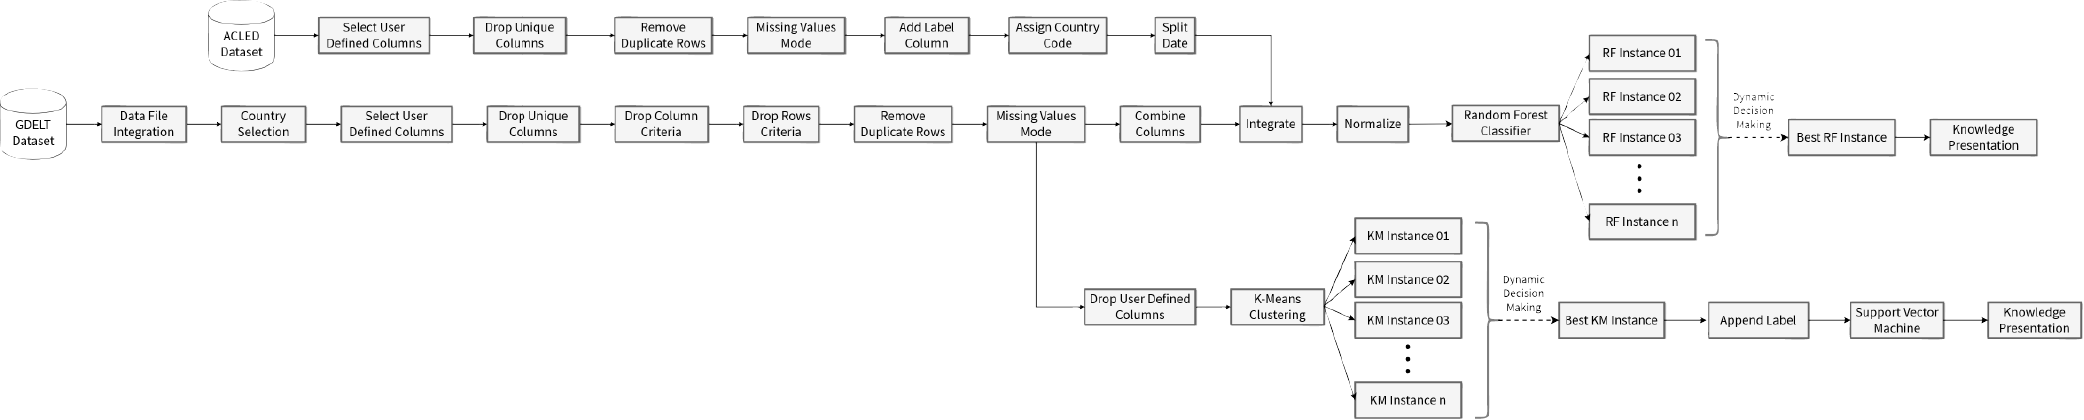 ACLED
Dataset
Select User
Defined Columns
Drop Unique
Columns
Remove
Duplicate Rows
Missing Values
Mode
Add Label
Column
Assign Country
Code
Split
Date
GDELT
Dataset
Data File
Integration
Country
Selection
Select User
Defined Columns
Drop Unique
Columns
Drop Column
Criteria
Drop Rows
Criteria
Remove
Duplicate Rows
Missing Values
Mode
Combine
Columns
Integrate
Normalize
Random Forest
Classifier
RF Instance 01
RF Instance 02
RF Instance 03
RF Instance n
Dynamic
Decision
Making
Best RF Instance
Knowledge
Presentation
Drop User Defined
Columns
K-Means
Clustering
KM Instance 01
KM Instance 02
KM Instance 03
KM Instance n
Dynamic
Decision
Making
Best KM Instance
Append Label
Support Vector
Machine
Knowledge
Presentation